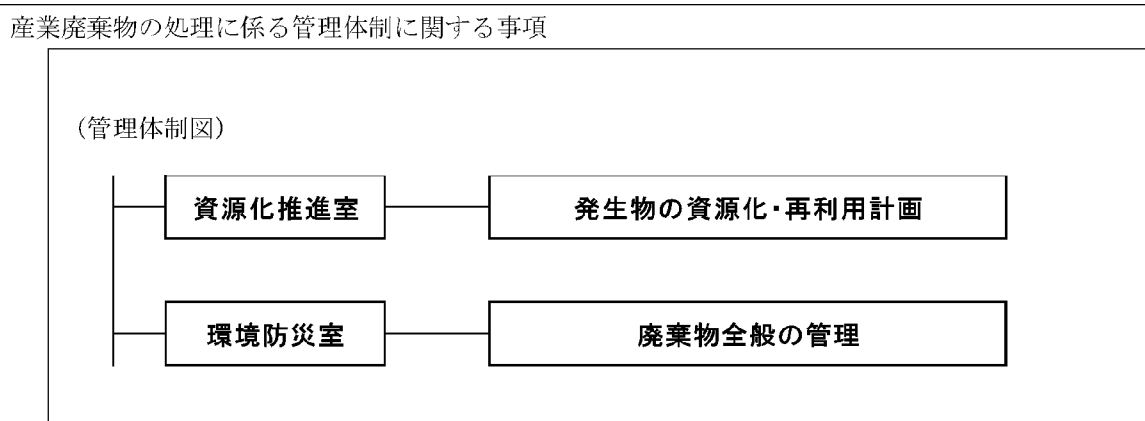 産業廃棄物の処理に係る管理体制に関する事項
（管理体制図）
資源化推進室 発生物の資源化・再利用計画
環境防災室 廃棄物全般の管理